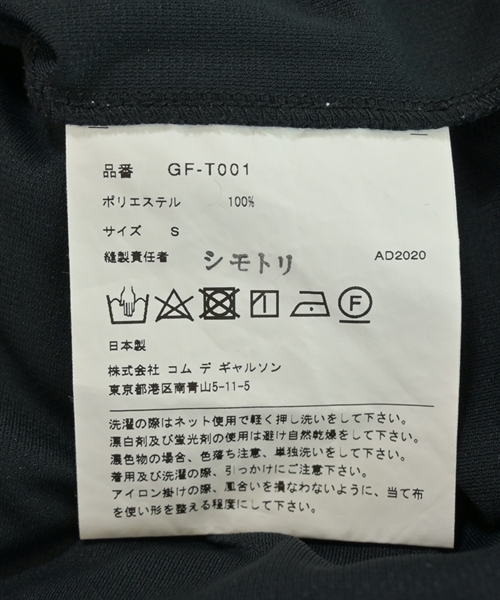 品番 GF-T001
ポリエステル 100%
サイズ S
縫製責任者 シモトリ AD2020
F
日本製
株式会社 コム デ ギャルソン
東京都港区南青山5-11-5
洗濯の際はネット使用で軽く押し洗いをして下さい。
漂白剤及び蛍光剤の使用は避け自然乾燥をして下さい。
濃色物の場合、色落ち注意、単独洗いをして下さい。
着用及び洗濯の際、引っかけにご注意下さい。
アイロン掛けの際、風合いを損なわないように、当て布
を使い形を整える程度にして下さい。